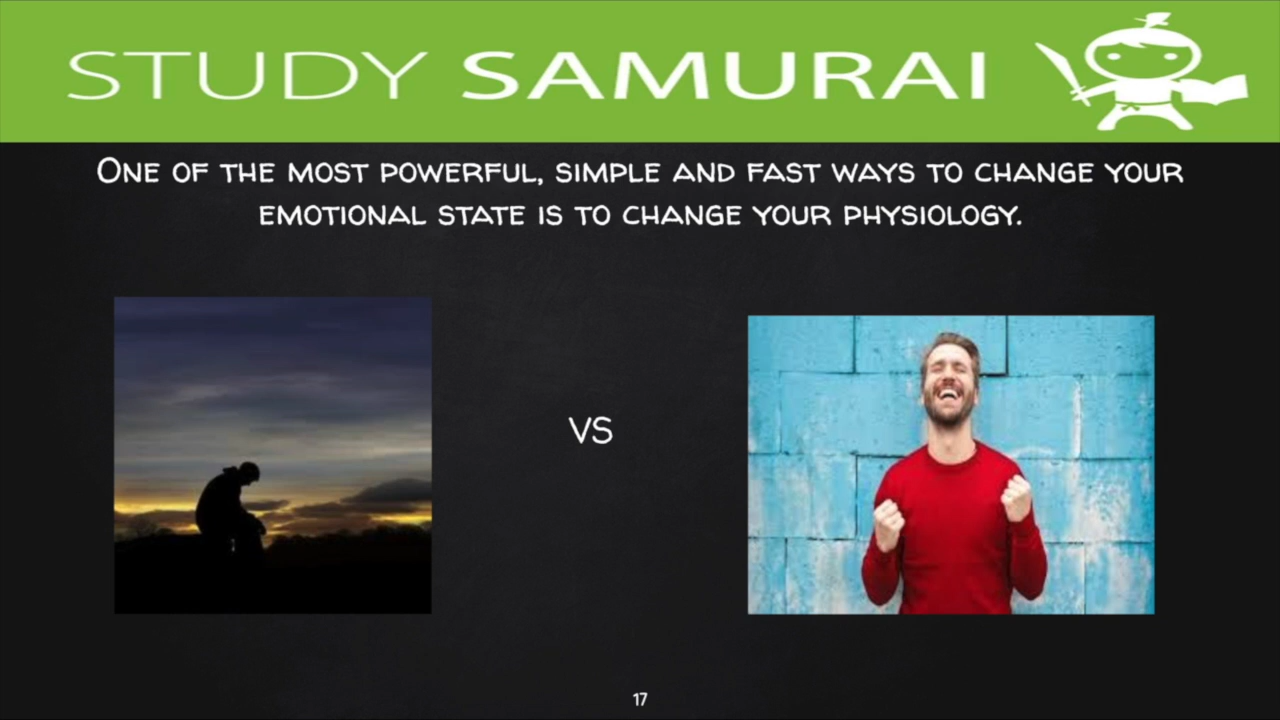 STUDY SAMURAI
One of the most powerful, simple and fast ways to change your
emotional state is to change your physiology.
VS
17